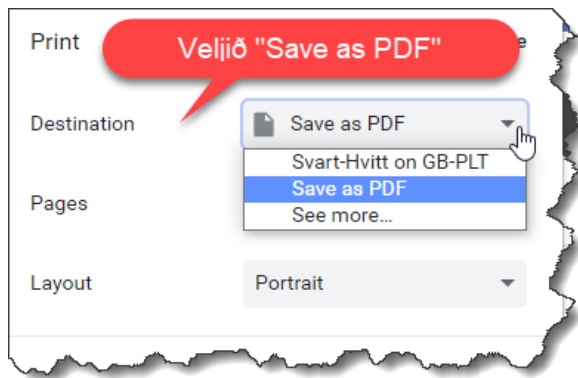 Print
Veljið "Save as PDF"
Destination
Save as PDF
Svart-Hvitt on GB-PLT
Save as PDF
See more...
Pages
Layout
Portrait